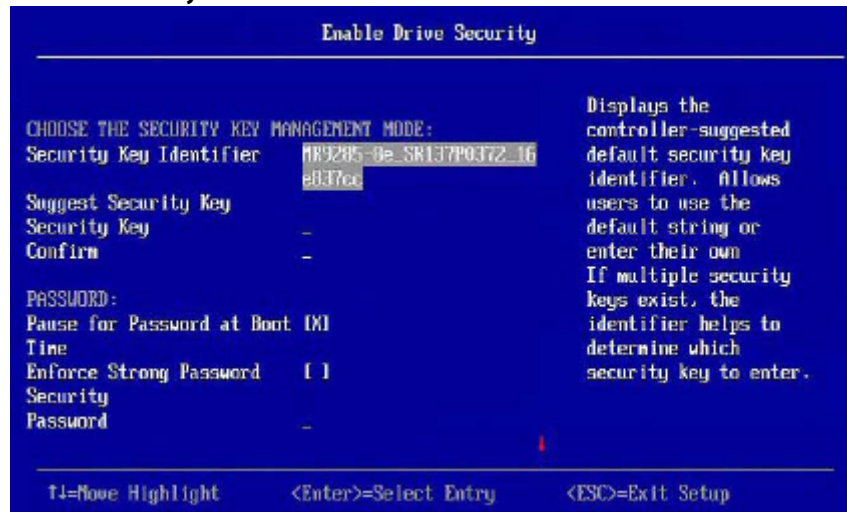 Enable Drive Security
CHOOSE THE SECURITY KEY MANAGEMENT MODE:
Security Key Identifier MR9285-8e_SR137P0372_16
e837cc
Suggest Security Key
Security Key _
Confirm _
PASSWORD:
Pause for Password at Boot [X]
Time
Enforce Strong Password [ ]
Security
Password _
Displays the
controller-suggested
default security key
identifier. Allows
users to use the
default string or
enter their own
If multiple security
keys exist, the
identifier helps to
determine which
security key to enter.
↑↓=Move Highlight <Enter>=Select Entry <ESC>=Exit Setup